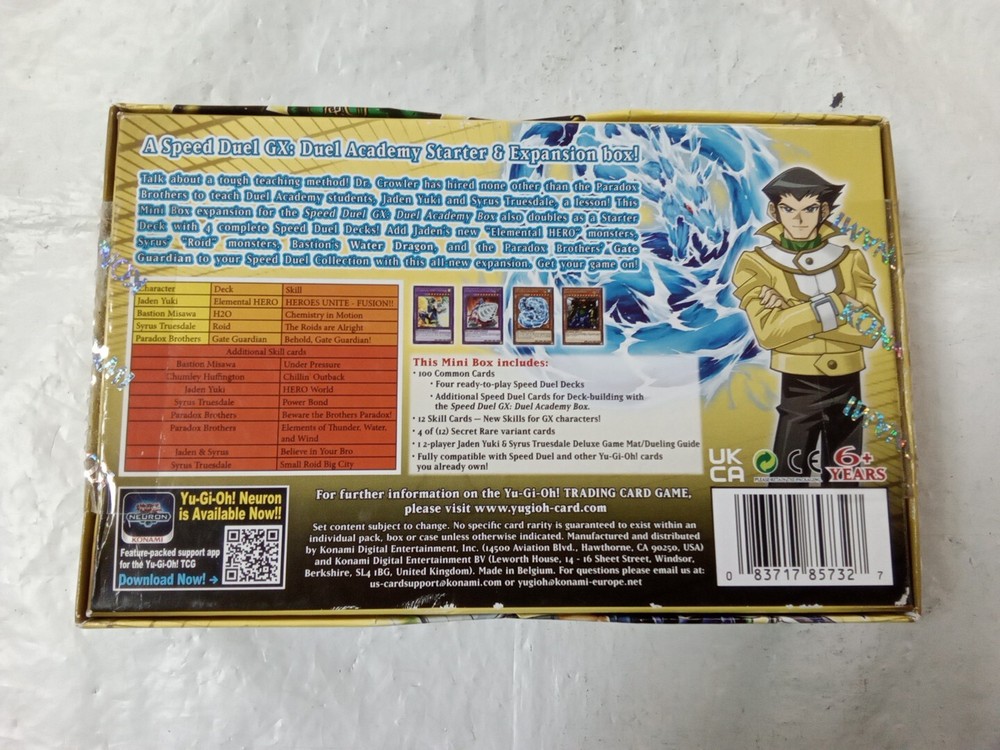 A Speed Duel GX: Duel Academy Starter & Expansion box!
Talk about a tough teaching method! Dr. Crowler has hired none other than the Paradox
Brothers to teach Duel Academy students, Jaden Yuki and Syrus Truesdale, a lesson! This
Mini Box expansion for the Speed Duel GX: Duel Academy Box also doubles as a Starter
Deck with 4 complete Speed Duel Decks! Add Jaden's new "Elemental HERO" monsters,
Syrus' "Roid" monsters, Bastion's Water Dragon, and the Paradox Brothers' Gate
Guardian to your Speed Duel Collection with this all new expansion. Get your game on!
Character Deck Skill
Jaden Yuki Elemental HERO HEROES UNITE - FUSION!!
Bastion Misawa H2O Chemistry in Motion
Syrus Truesdale Roid The Roids are Alright
Paradox Brothers Gate Guardian Behold, Gate Guardian!
Additional Skill cards
Bastion Misawa Under Pressure
Chumley Huffington Chillin' Outback
Jaden Yuki HERO World
Syrus Truesdale Power Bond
Paradox Brothers Beware the Brothers Paradox!
Paradox Brothers Elements of Thunder, Water,
and Wind
Jaden & Syrus Believe in Your Bro
Syrus Truesdale Small Roid Big City
This Mini Box includes:
• 100 Common Cards
• Four ready-to-play Speed Duel Decks
• Additional Speed Duel Cards for Deck-building with
the Speed Duel GX: Duel Academy Box.
• 12 Skill Cards — New Skills for GX characters!
• 4 of (12) Secret Rare variant cards
• 1 2-player Jaden Yuki & Syrus Truesdale Deluxe Game Mat/Dueling Guide
• Fully compatible with Speed Duel and other Yu-Gi-Oh! cards
you already own!
UK
CA
CE
6+
YEARS
NEURON
KONAMI
Yu-Gi-Oh! Neuron
is Available Now!!
Feature-packed support app
for the Yu-Gi-Oh! TCG
Download Now!
For further information on the Yu-Gi-Oh! TRADING CARD GAME,
please visit www.yugioh-card.com
Set content subject to change. No specific card rarity is guaranteed to exist within an
individual pack, box or case unless otherwise indicated. Manufactured and distributed
by Konami Digital Entertainment, Inc. (14500 Aviation Blvd., Hawthorne, CA 90250, USA)
and Konami Digital Entertainment BV (Leworth House, 14 - 16 Sheet Street, Windsor,
Berkshire, SL4 1BG, United Kingdom). Made in Belgium. For questions please email us at:
us-cardsupport@konami.com or yugioh@konami-europe.net
0 83717 85732 7